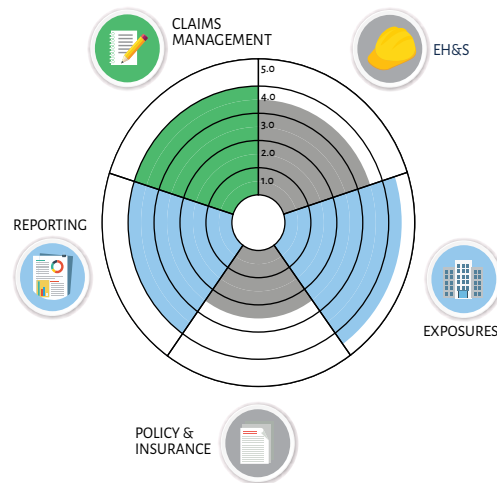 CLAIMS
MANAGEMENT
EH&S
5.0
4.0
3.0
2.0
1.0
REPORTING
EXPOSURES
POLICY &
INSURANCE